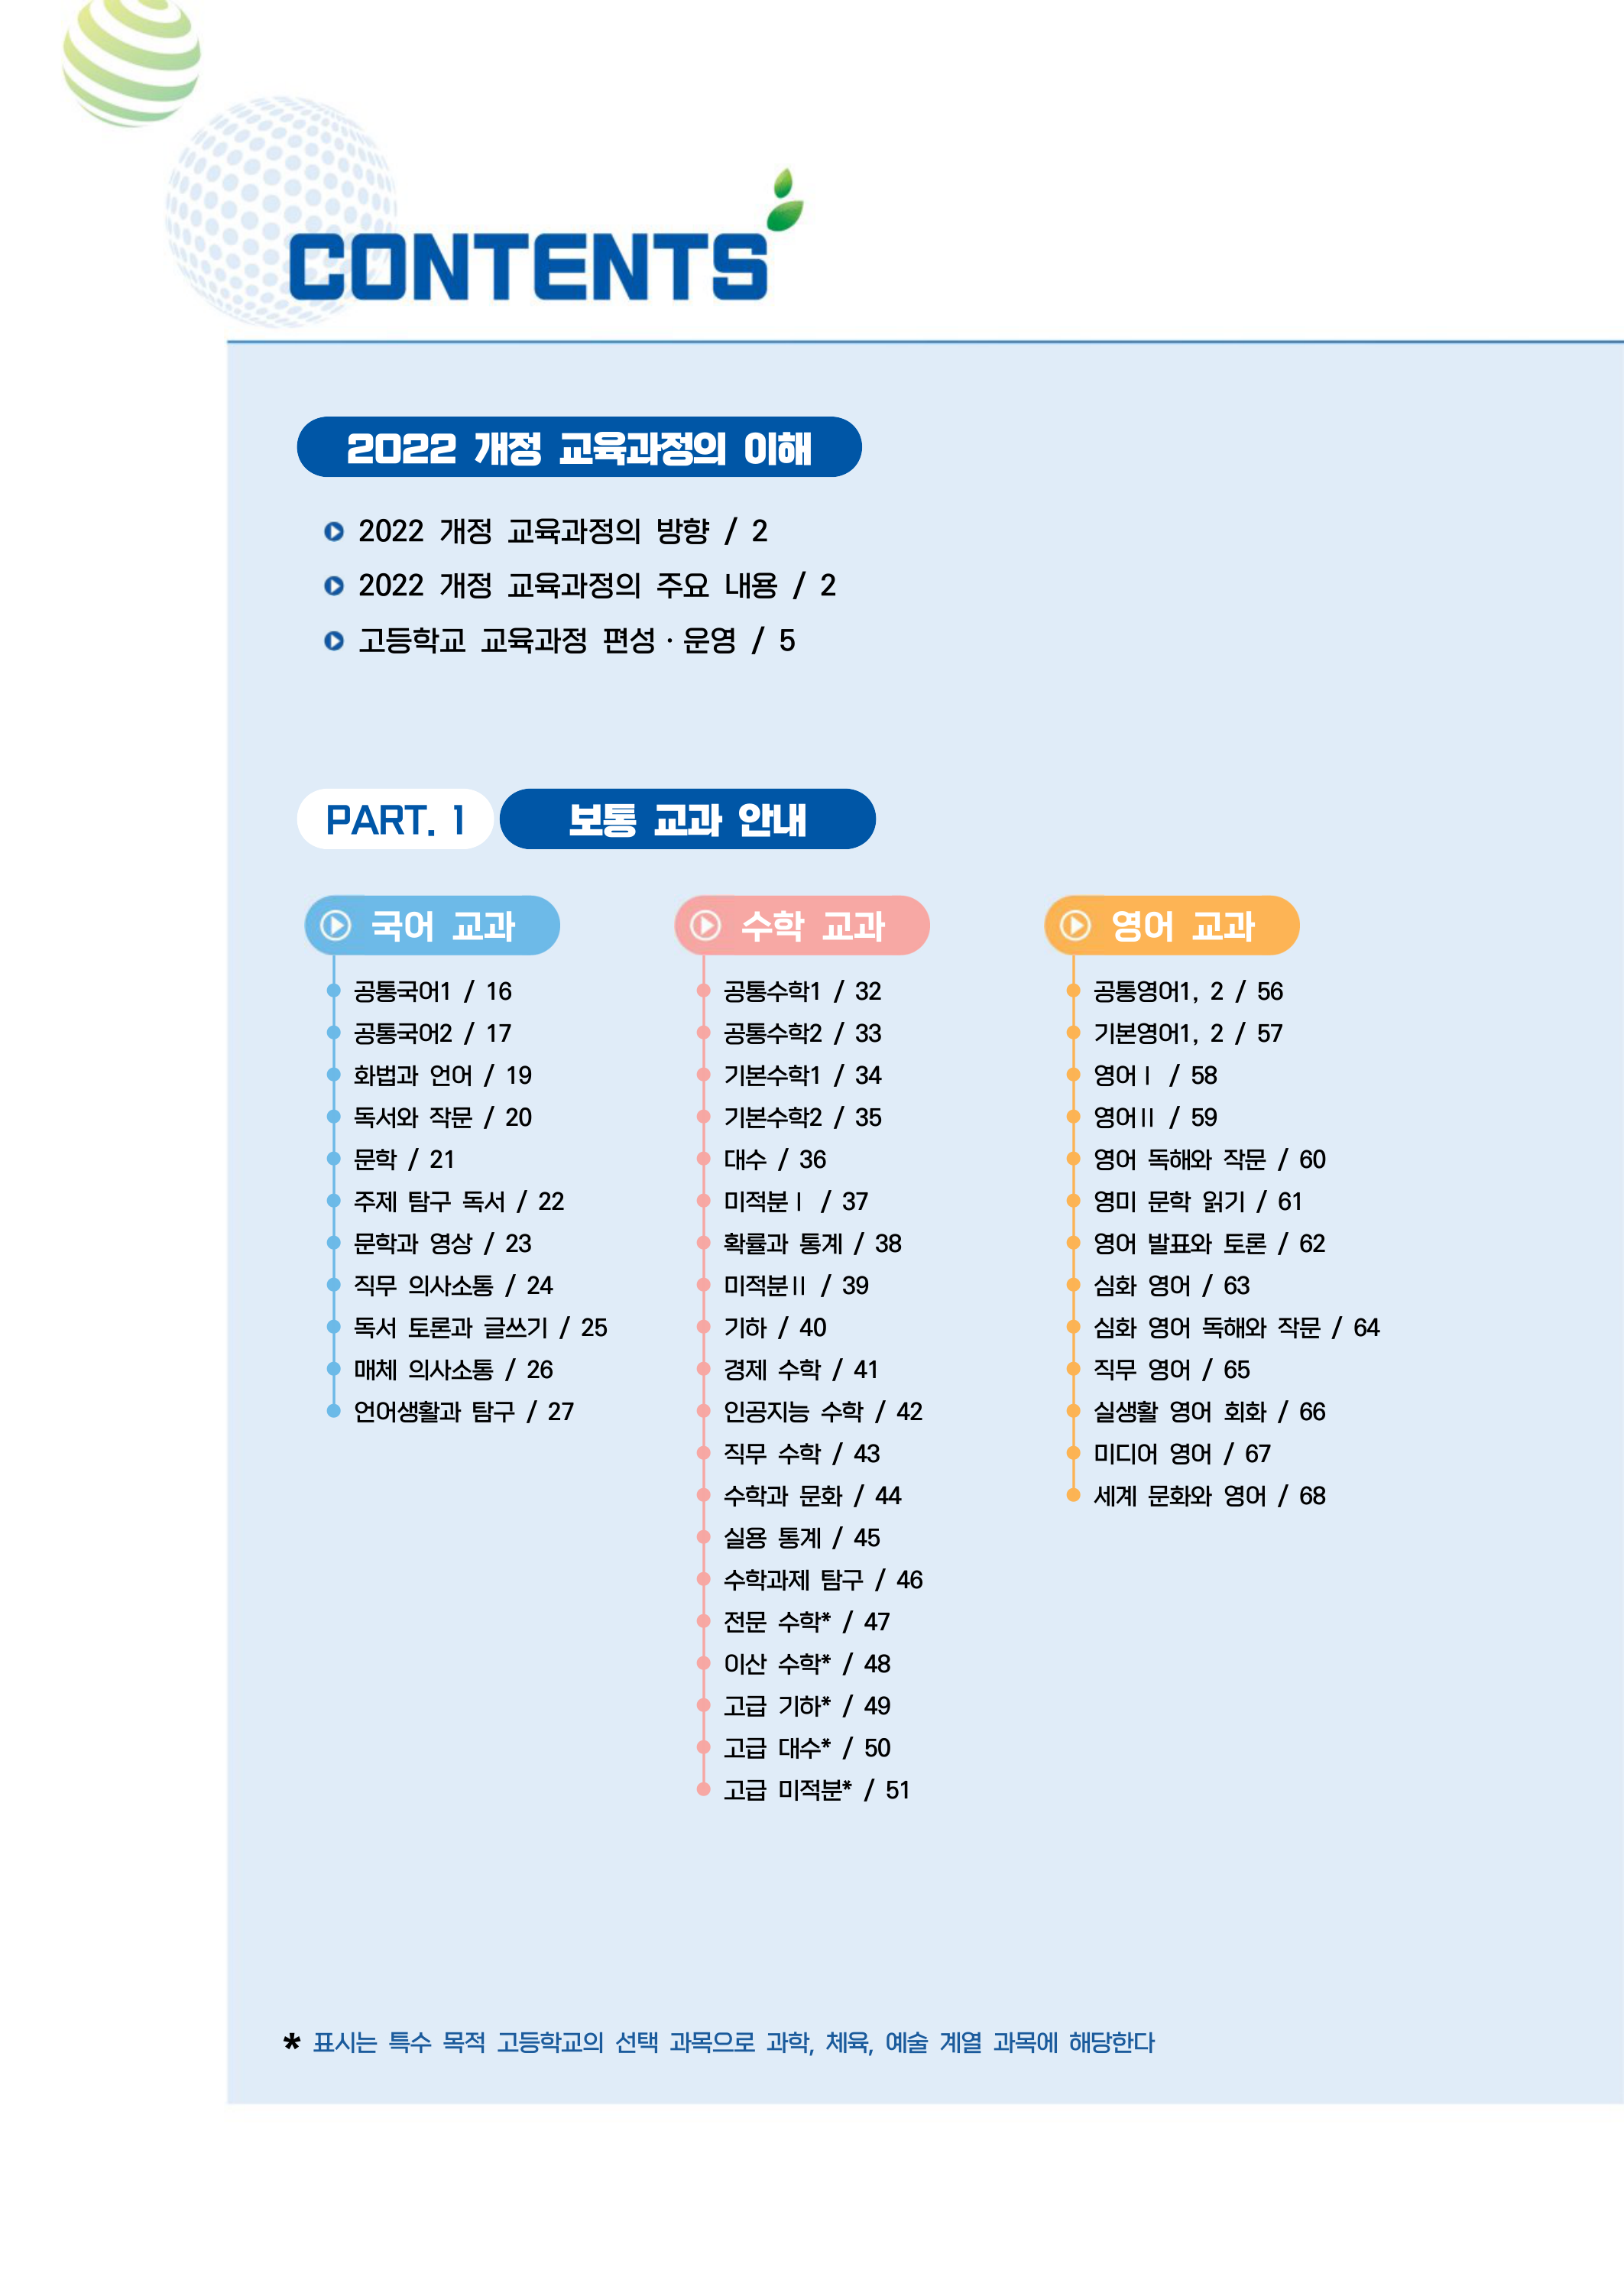 CONTENTS
2022 개정 교육과정의 이해
2022 개정 교육과정의 방향 / 2
2022 개정 교육과정의 주요 내용 / 2
고등학교 교육과정 편성·운영 / 5
PART. 1 보통 교과 안내
국어 교과
공통국어1 / 16
공통국어2 / 17
화법과 언어 / 19
독서와 작문 / 20
문학 / 21
주제 탐구 독서 / 22
문학과 영상 / 23
직무 의사소통 / 24
독서 토론과 글쓰기 / 25
매체 의사소통 / 26
언어생활과 탐구 / 27
수학 교과
공통수학1 / 32
공통수학2 / 33
기본수학1 / 34
기본수학2 / 35
대수 / 36
미적분Ⅰ / 37
확률과 통계 / 38
미적분Ⅱ / 39
기하 / 40
경제 수학 / 41
인공지능 수학 / 42
직무 수학 / 43
수학과 문화 / 44
실용 통계 / 45
수학과제 탐구 / 46
전문 수학* / 47
이산 수학* / 48
고급 기하* / 49
고급 대수* / 50
고급 미적분* / 51
영어 교과
공통영어1, 2 / 56
기본영어1, 2 / 57
영어Ⅰ / 58
영어Ⅱ / 59
영어 독해와 작문 / 60
영미 문학 읽기 / 61
영어 발표와 토론 / 62
심화 영어 / 63
심화 영어 독해와 작문 / 64
직무 영어 / 65
실생활 영어 회화 / 66
미디어 영어 / 67
세계 문화와 영어 / 68
* 표시는 특수 목적 고등학교의 선택 과목으로 과학, 체육, 예술 계열 과목에 해당한다